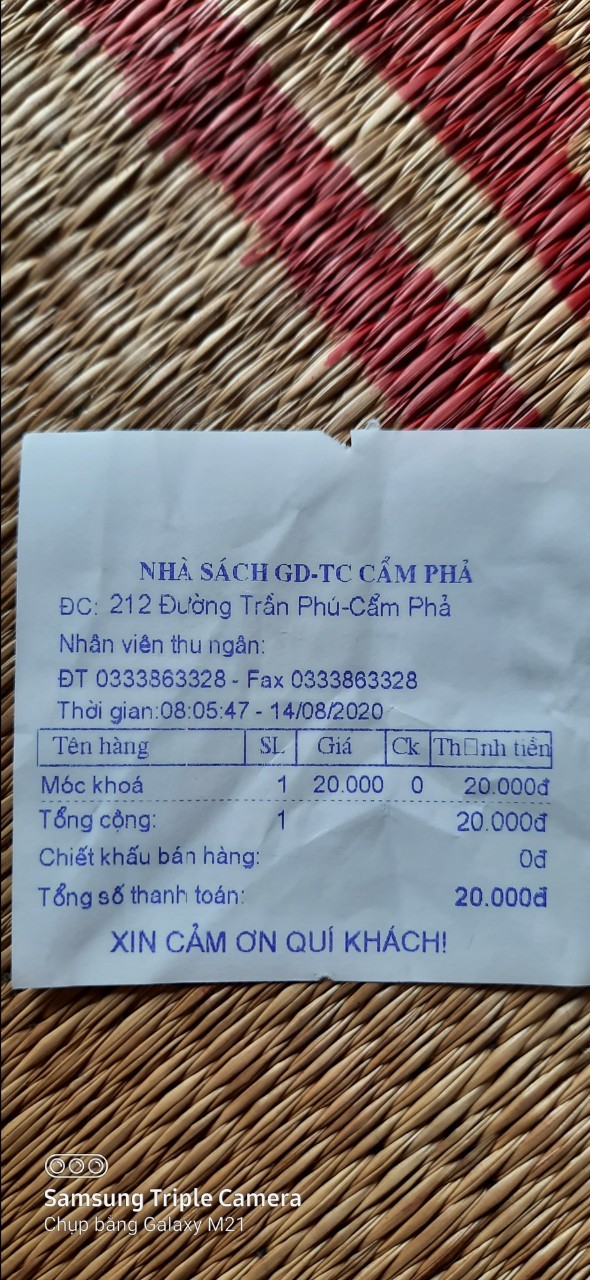 NHÀ SÁCH GD-TC CẨM PHẢ
ĐC: 212 Đường Trần Phú-Cẩm Phả
Nhân viên thu ngân:
ĐT 0333863328 - Fax 0333863328
Thời gian:08:05:47 - 14/08/2020
Tên hàng SL Giá Ck Th□nh tiền
Móc khoá 1 20.000 0 20.000đ
Tổng cộng: 1 20.000đ
Chiết khấu bán hàng: 0đ
Tổng số thanh toán: 20.000đ
XIN CẢM ƠN QUÍ KHÁCH!
Samsung Triple Camera
Chụp bằng Galaxy M21